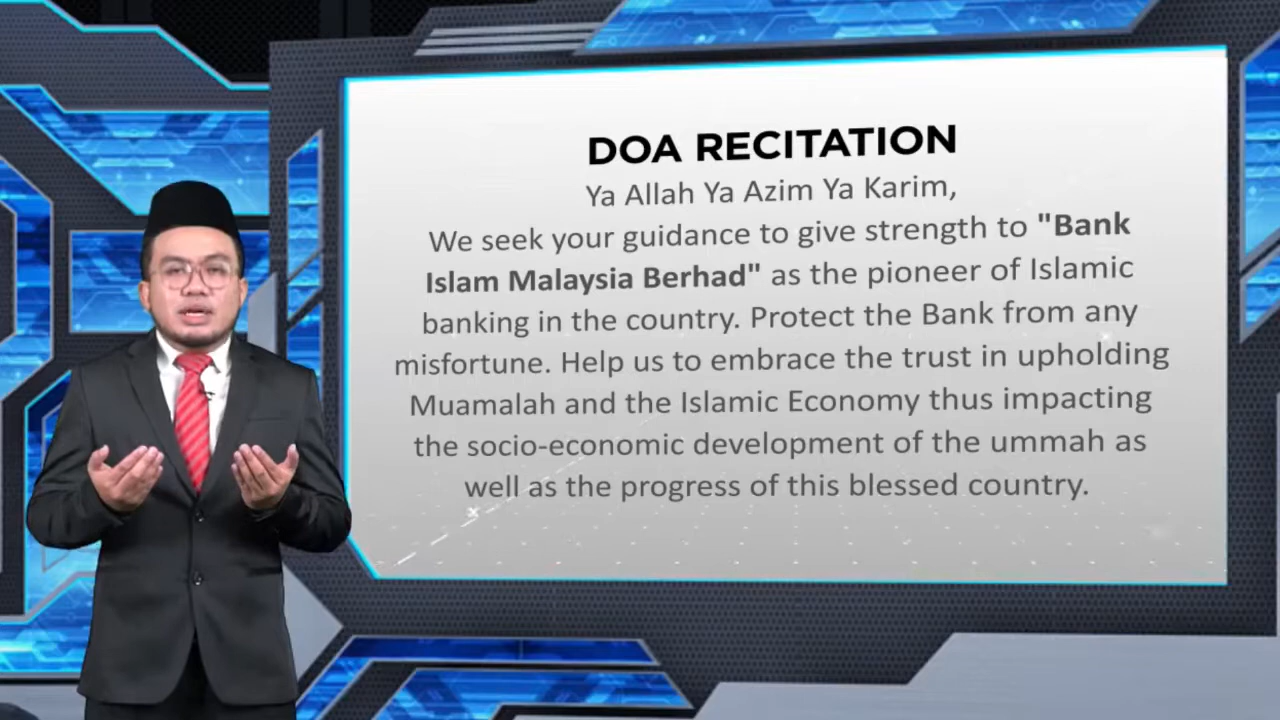 DOA RECITATION
Ya Allah Ya Azim Ya Karim,
We seek your guidance to give strength to "Bank
Islam Malaysia Berhad" as the pioneer of Islamic
banking in the country. Protect the Bank from any
misfortune. Help us to embrace the trust in upholding
Muamalah and the Islamic Economy thus impacting
the socio-economic development of the ummah as
well as the progress of this blessed country.